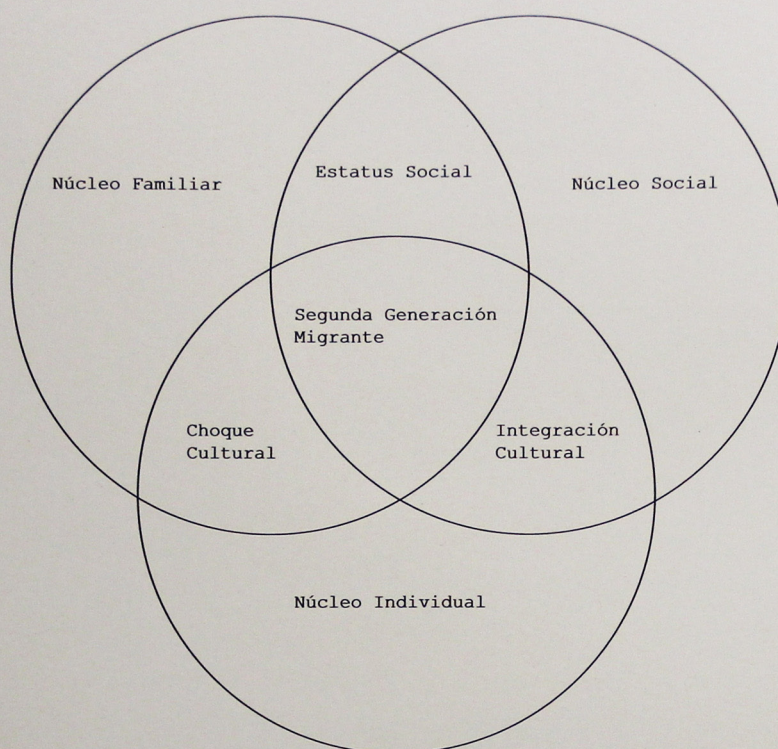 Estatus Social
Núcleo Familiar
Núcleo Social
Segunda Generación
Migrante
Choque
Cultural
Integración
Cultural
Núcleo Individual